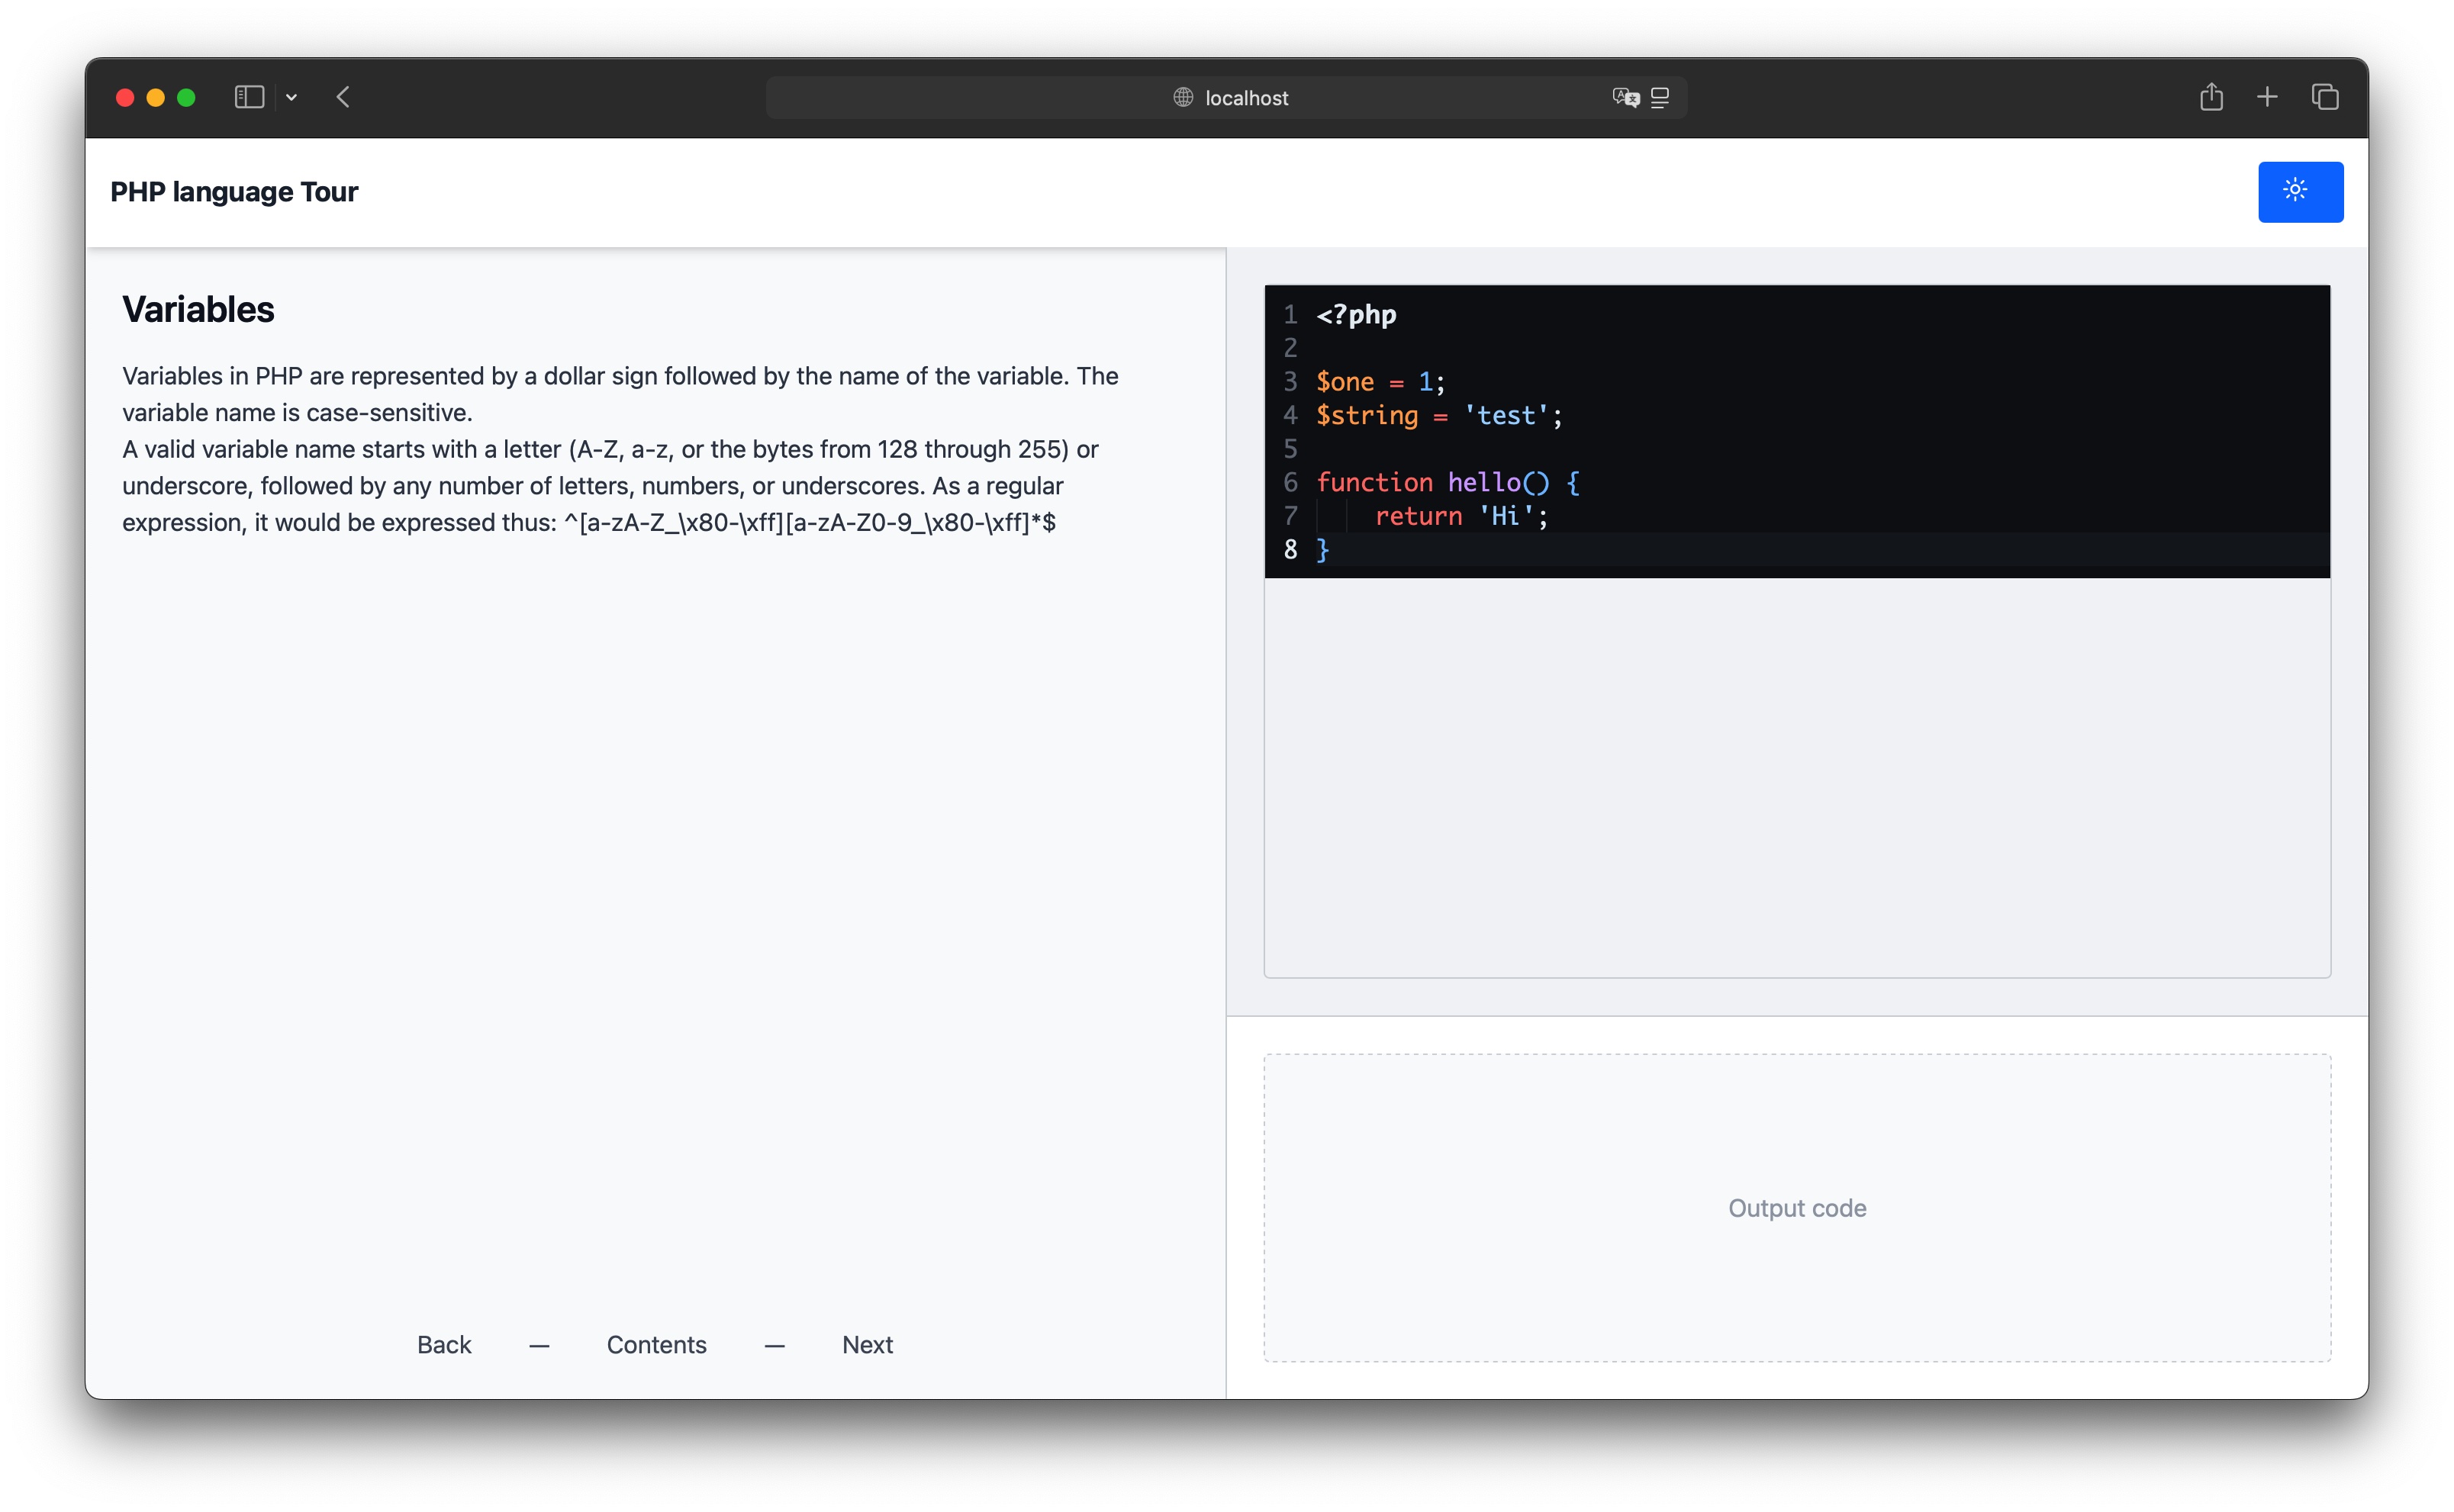 localhost
PHP language Tour
Variables
Variables in PHP are represented by a dollar sign followed by the name of the variable. The
variable name is case-sensitive.
A valid variable name starts with a letter (A-Z, a-z, or the bytes from 128 through 255) or
underscore, followed by any number of letters, numbers, or underscores. As a regular
expression, it would be expressed thus: ^[a-zA-Z_\x80-\xff][a-zA-Z0-9_\x80-\xff]*$
Back — Contents — Next
1 <?php
2
3 $one = 1;
4 $string = 'test';
5
6 function hello() {
7     return 'Hi';
8 }
Output code